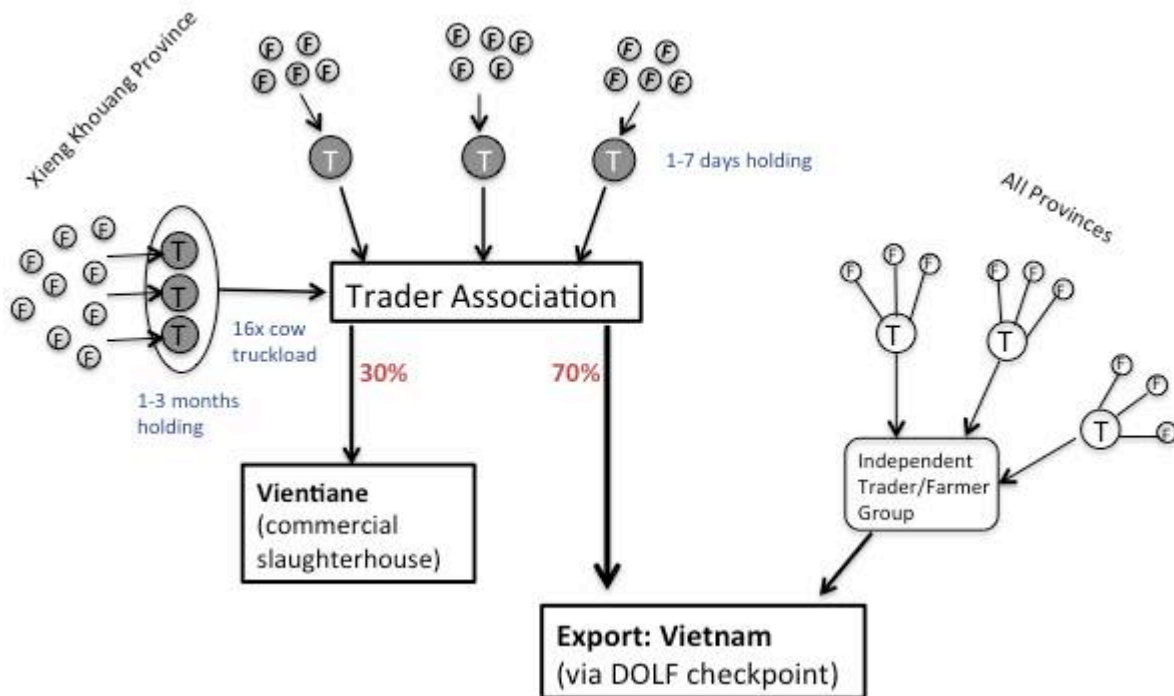 Xieng Khouang Province
F F
F F F
F F F
F F
F F
F F F
T
T
T
1-7 days holding
All Provinces
F
F
F
F
F
F
F
F
F
T
T
T
Trader Association
16x cow
truckload
1-3 months
holding
30%
70%
F F F
T
T
F
F F F
T
F
F
F
T
T
F
F
F
Independent
Trader/Farmer
Group
Vientiane
(commercial
slaughterhouse)
Export: Vietnam
(via DOLF checkpoint)